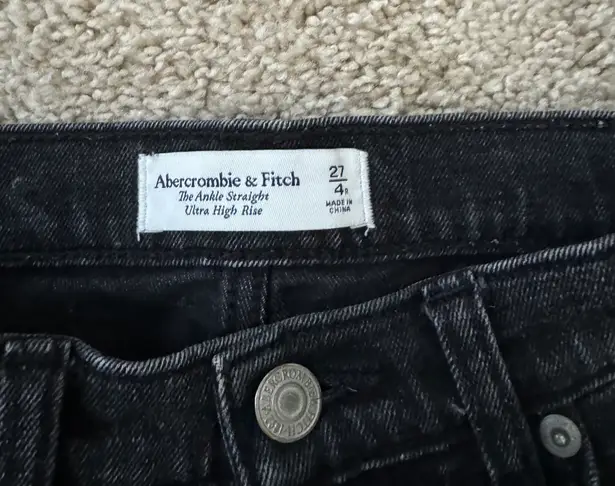 Abercrombie & Fitch
The Ankle Straight
Ultra High Rise
27
4R
MADE IN
CHINA